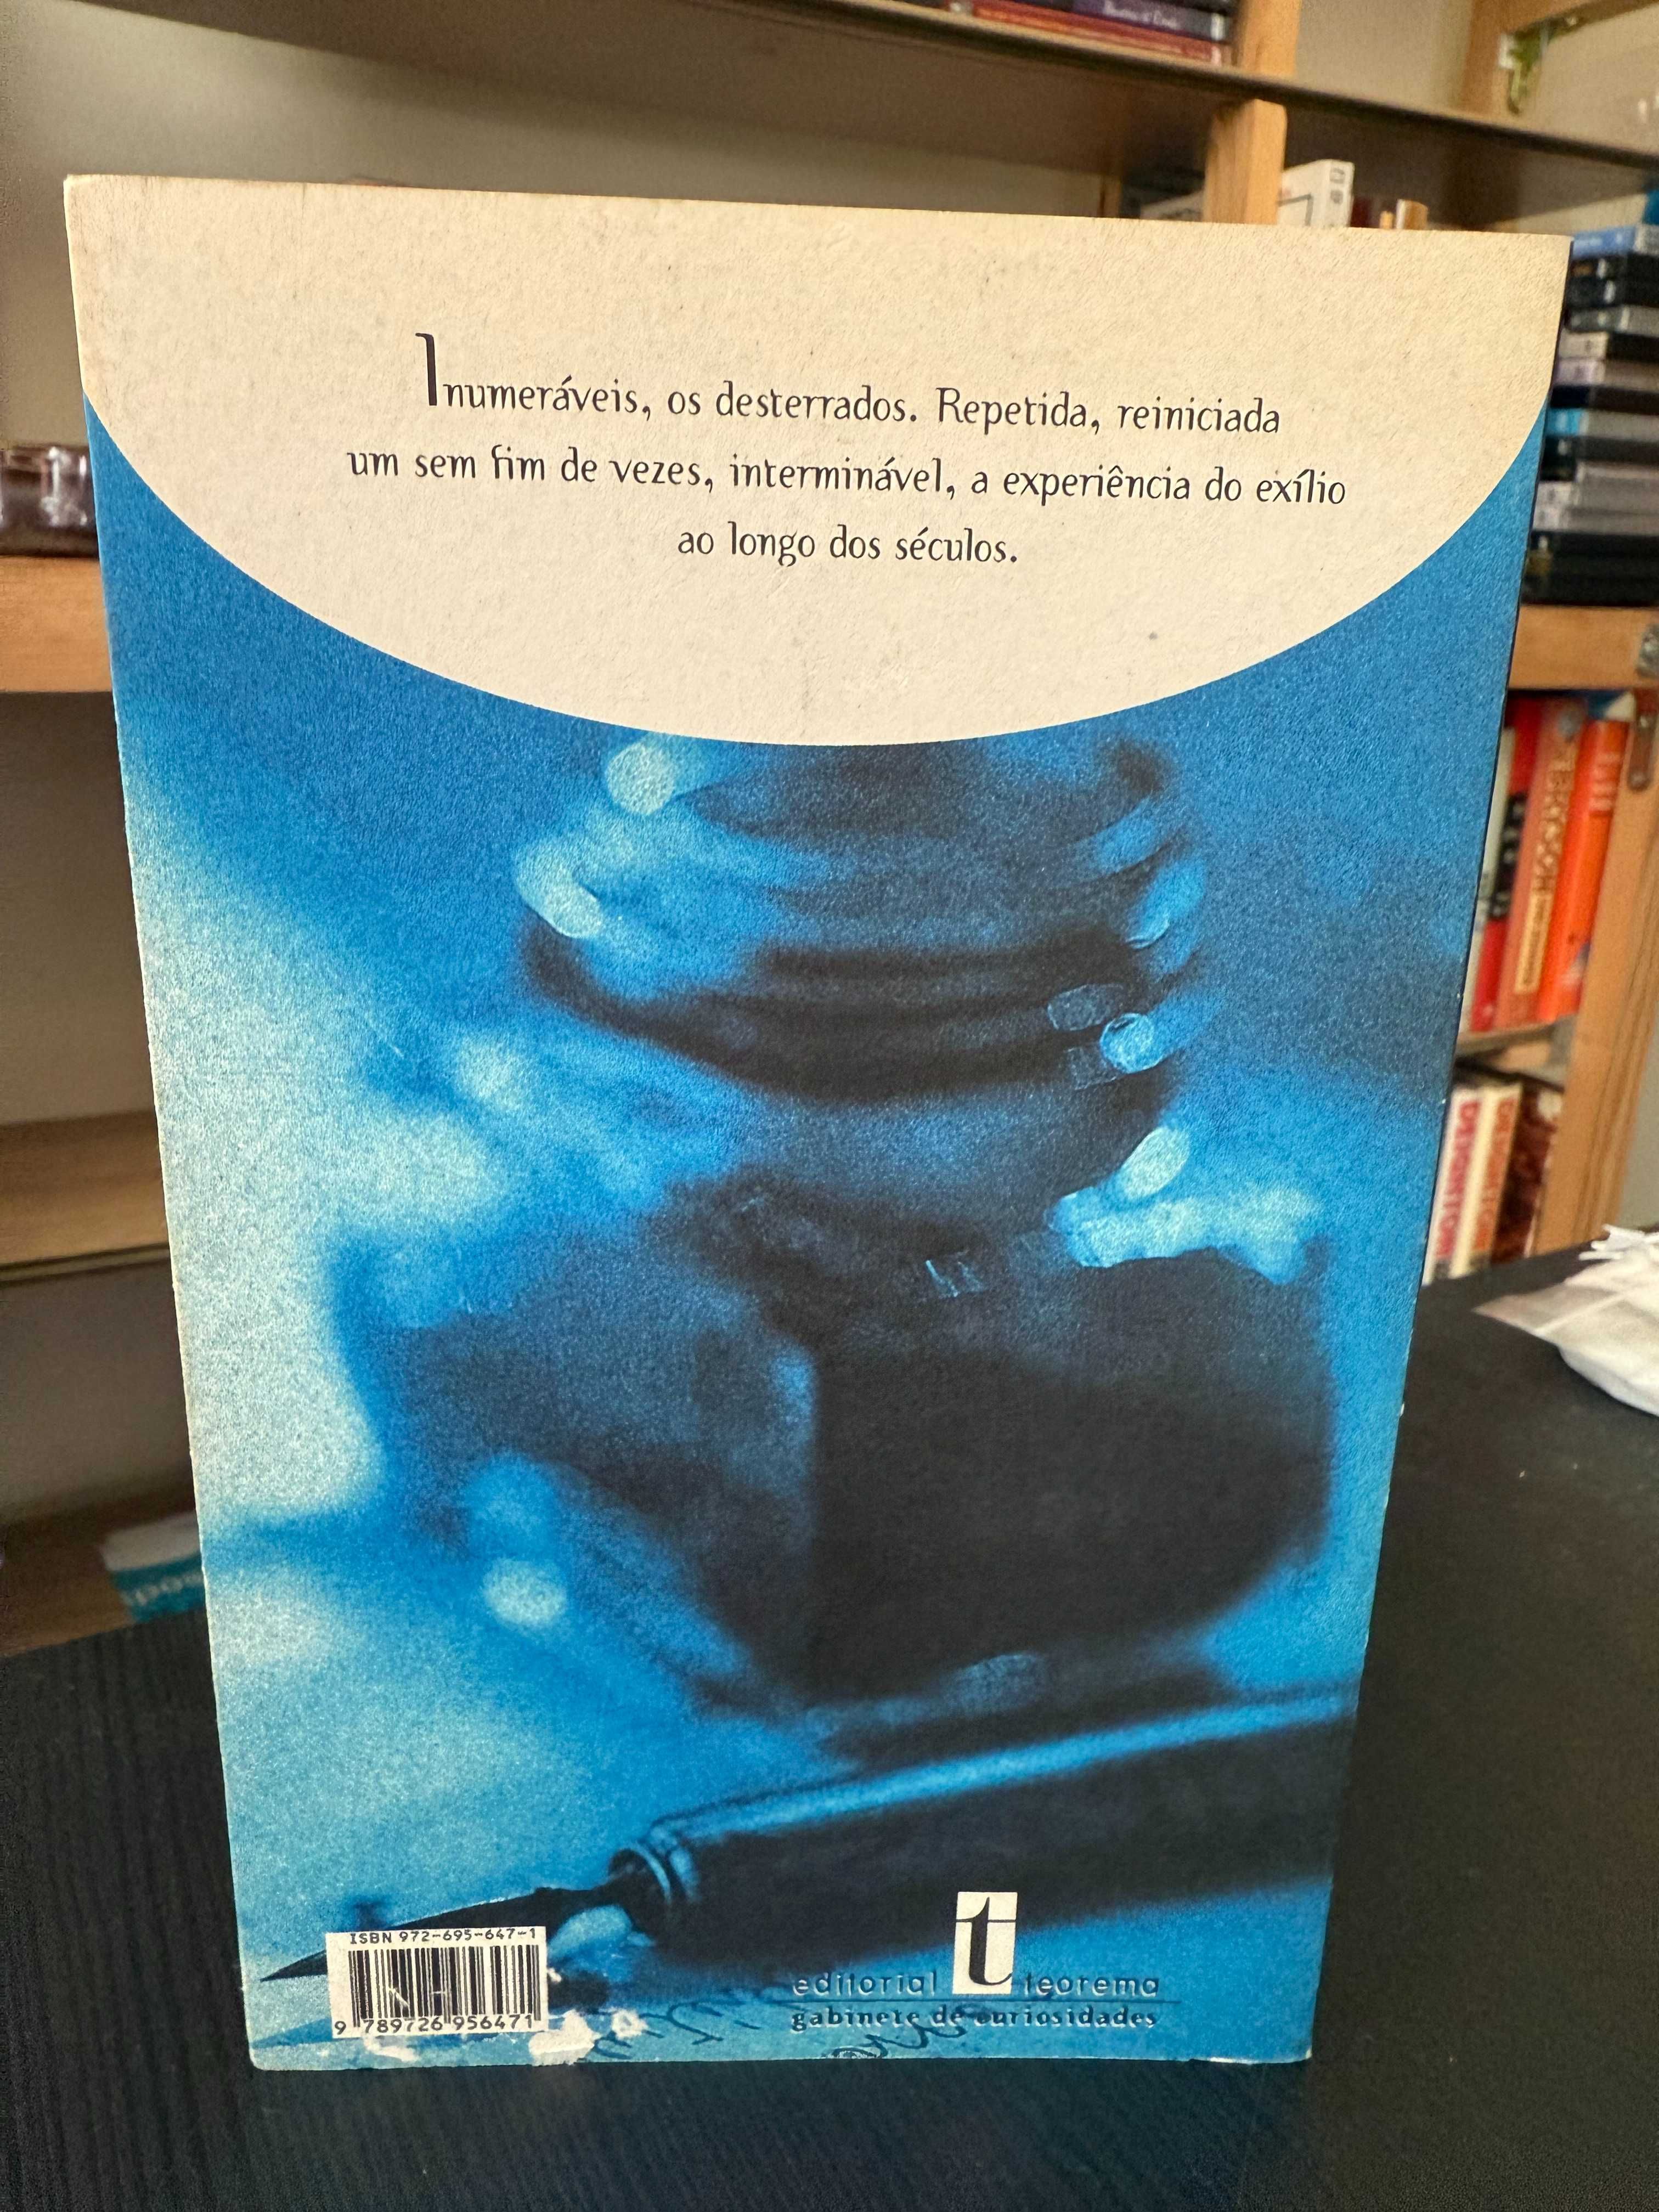 Inumeráveis, os desterrados. Repetida, reiniciada
um sem fim de vezes, interminável, a experiência do exílio
ao longo dos séculos.
ISBN 972-695-647-1
9 789726 956471
editorial t teorema
gabinete de curiosidades